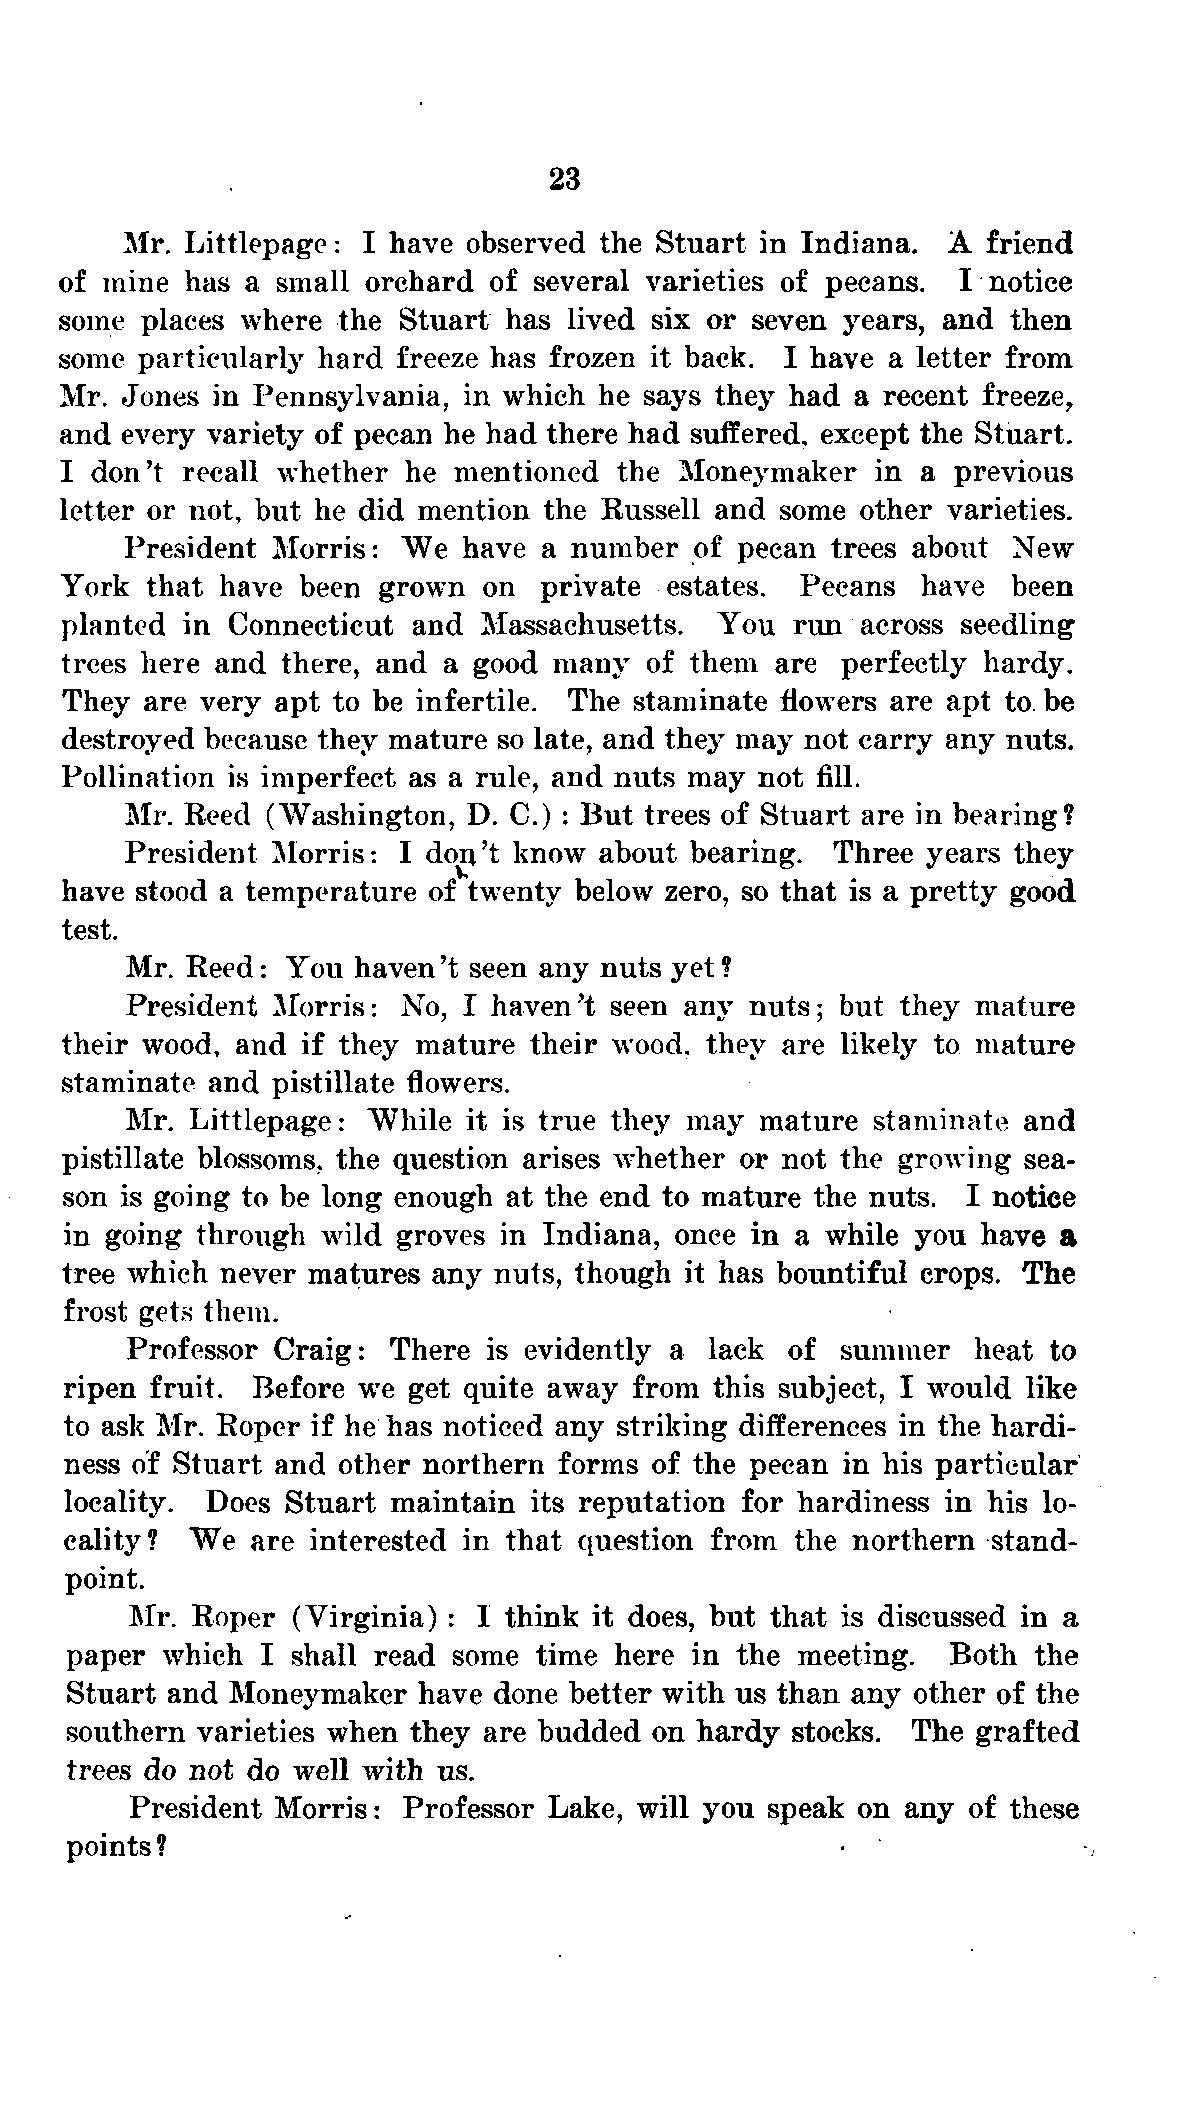 23
Mr. Littlepage: I have observed the Stuart in Indiana. A friend
of mine has a small orchard of several varieties of pecans. I notice
some places where the Stuart has lived six or seven years, and then
some particularly hard freeze has frozen it back. I have a letter from
Mr. Jones in Pennsylvania, in which he says they had a recent freeze,
and every variety of pecan he had there had suffered, except the Stuart.
I don't recall whether he mentioned the Moneymaker in a previous
letter or not, but he did mention the Russell and some other varieties.
President Morris: We have a number of pecan trees about New
York that have been grown on private estates. Pecans have been
planted in Connecticut and Massachusetts. You run across seedling
trees here and there, and a good many of them are perfectly hardy.
They are very apt to be infertile. The staminate flowers are apt to be
destroyed because they mature so late, and they may not carry any nuts.
Pollination is imperfect as a rule, and nuts may not fill.
Mr. Reed (Washington, D. C.) : But trees of Stuart are in bearing?
President Morris: I don't know about bearing. Three years they
have stood a temperature of twenty below zero, so that is a pretty good
test.
Mr. Reed: You haven't seen any nuts yet?
President Morris: No, I haven't seen any nuts; but they mature
their wood, and if they mature their wood, they are likely to mature
staminate and pistillate flowers.
Mr. Littlepage: While it is true they may mature staminate and
pistillate blossoms, the question arises whether or not the growing sea-
son is going to be long enough at the end to mature the nuts. I notice
in going through wild groves in Indiana, once in a while you have a
tree which never matures any nuts, though it has bountiful crops. The
frost gets them.
Professor Craig: There is evidently a lack of summer heat to
ripen fruit. Before we get quite away from this subject, I would like
to ask Mr. Roper if he has noticed any striking differences in the hardi-
ness of Stuart and other northern forms of the pecan in his particular
locality. Does Stuart maintain its reputation for hardiness in his lo-
cality? We are interested in that question from the northern stand-
point.
Mr. Roper (Virginia) : I think it does, but that is discussed in a
paper which I shall read some time here in the meeting. Both the
Stuart and Moneymaker have done better with us than any other of the
southern varieties when they are budded on hardy stocks. The grafted
trees do not do well with us.
President Morris: Professor Lake, will you speak on any of these
points?